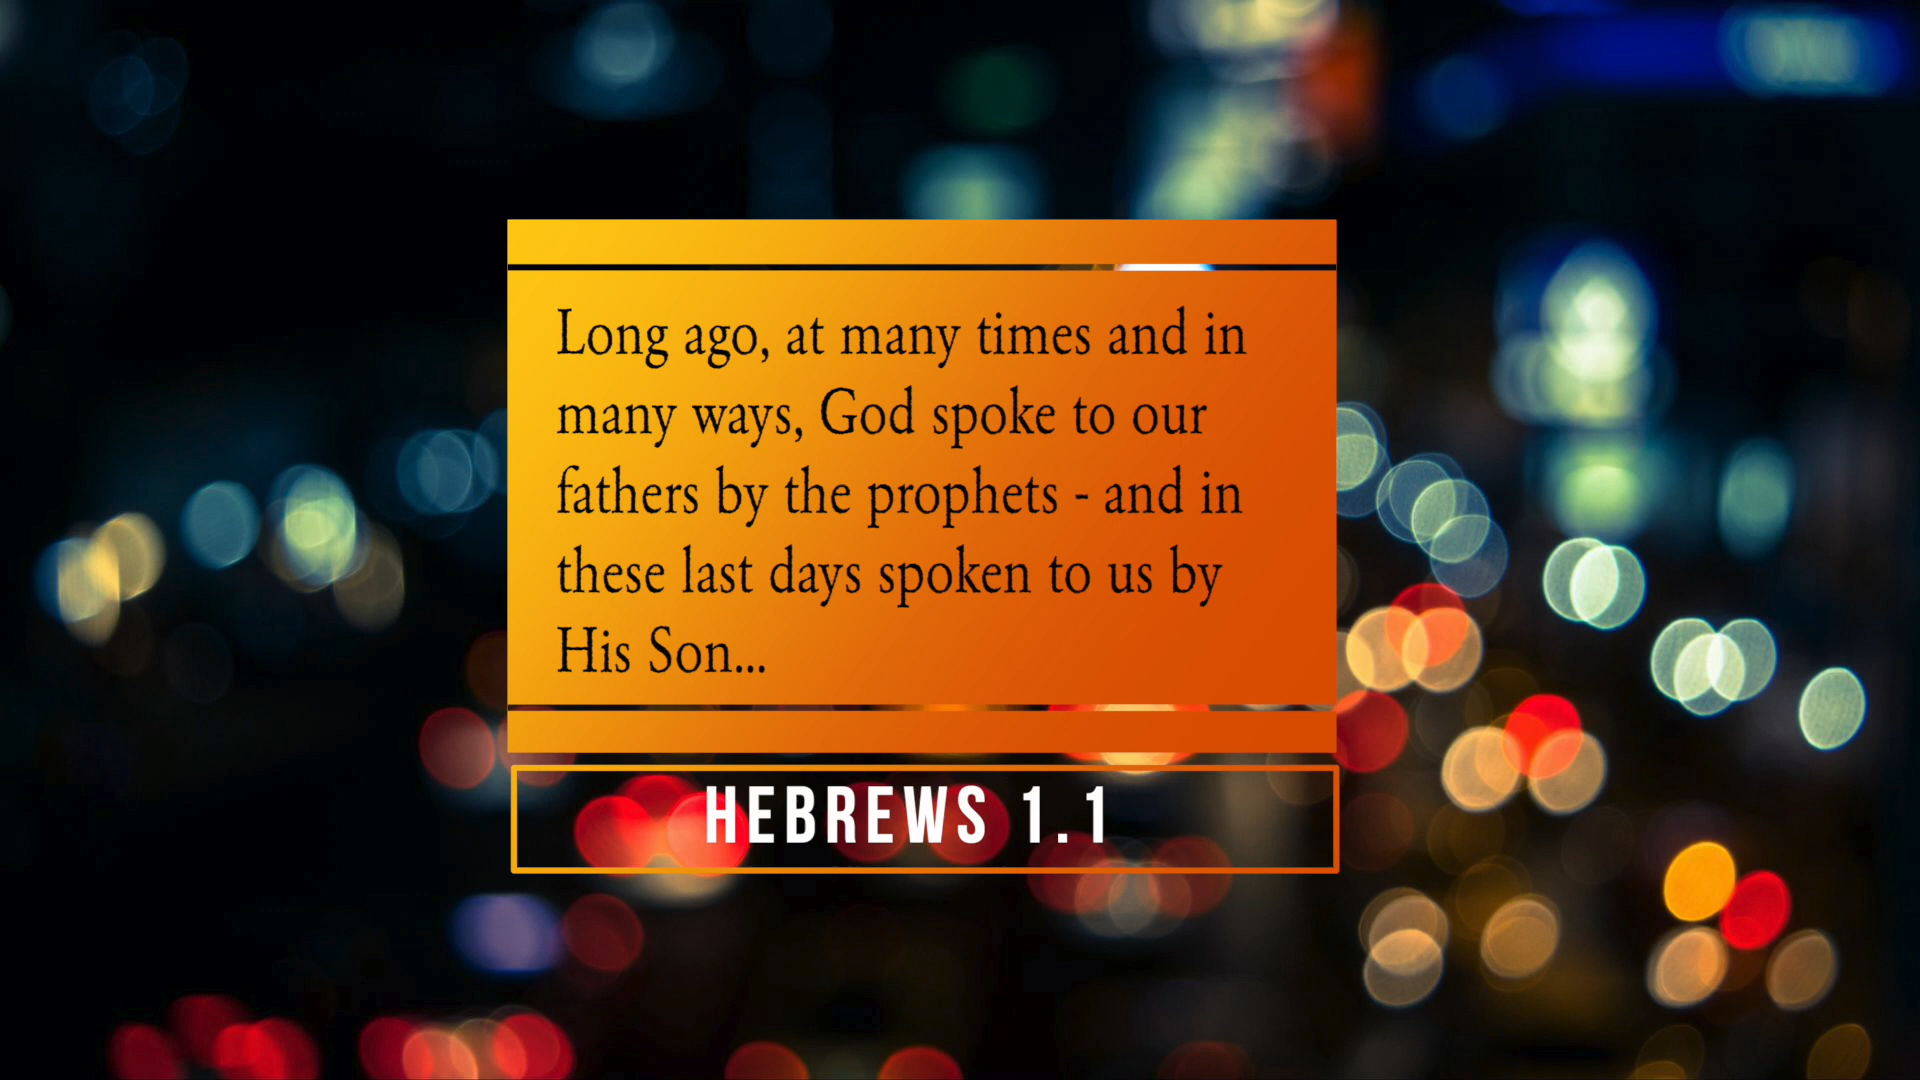 Long ago, at many times and in
many ways, God spoke to our
fathers by the prophets - and in
these last days spoken to us by
His Son...
HEBREWS 1.1